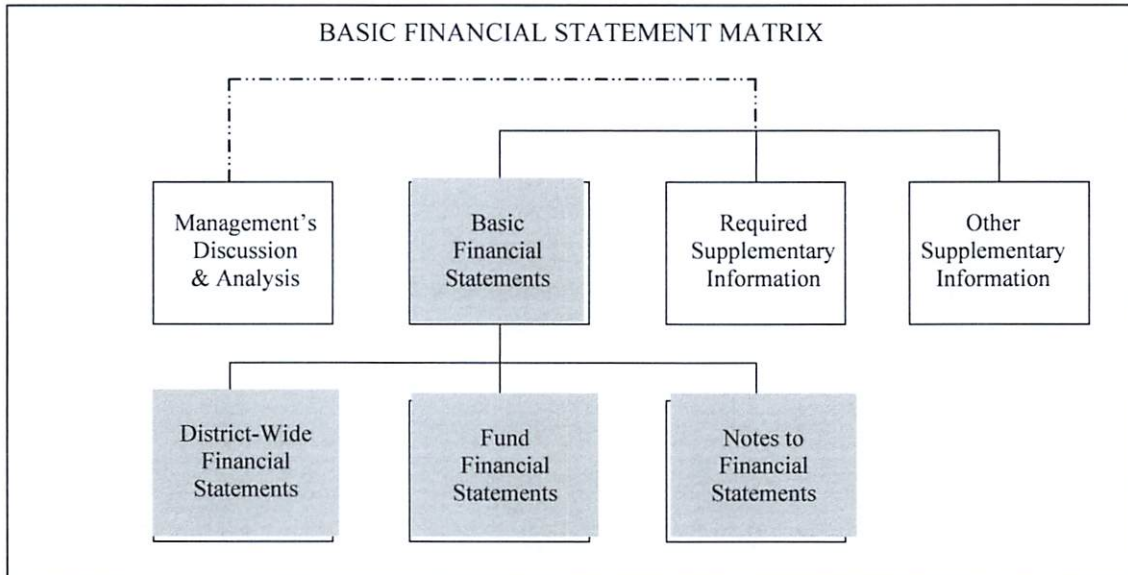 BASIC FINANCIAL STATEMENT MATRIX
Management’s
Discussion
& Analysis
Basic
Financial
Statements
Required
Supplementary
Information
Other
Supplementary
Information
District-Wide
Financial
Statements
Fund
Financial
Statements
Notes to
Financial
Statements